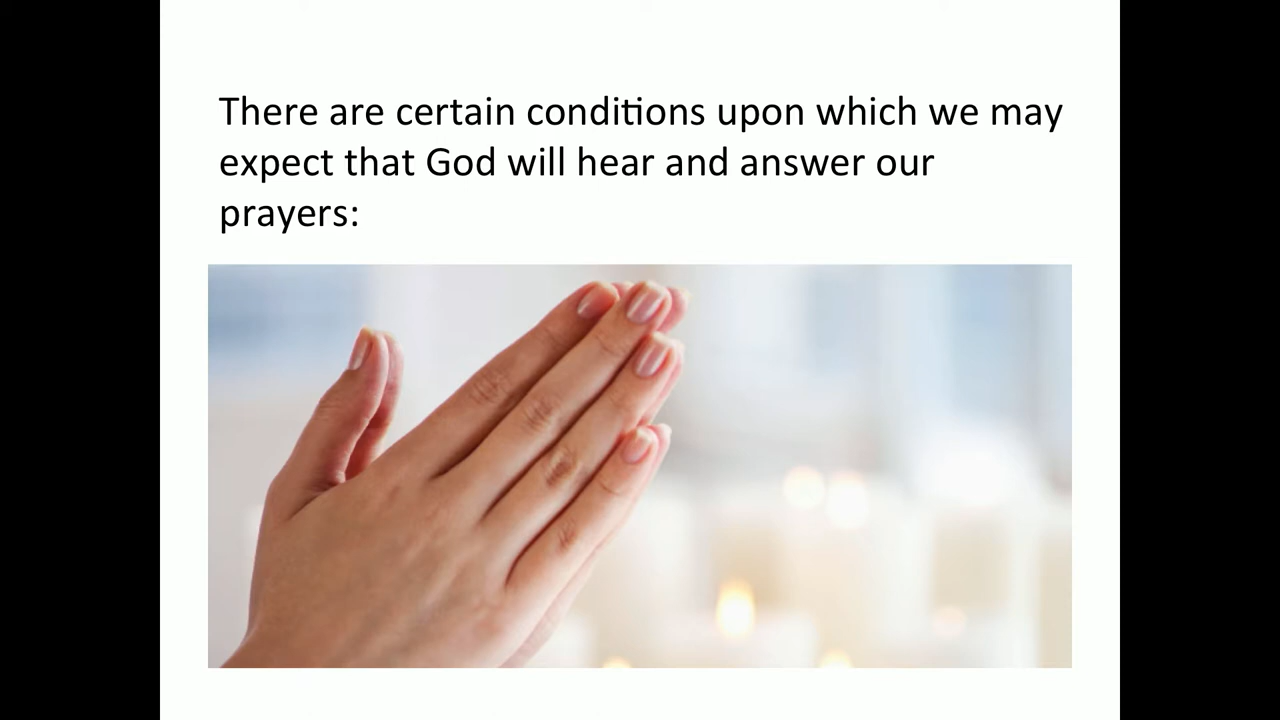 There are certain conditions upon which we may
expect that God will hear and answer our
prayers: